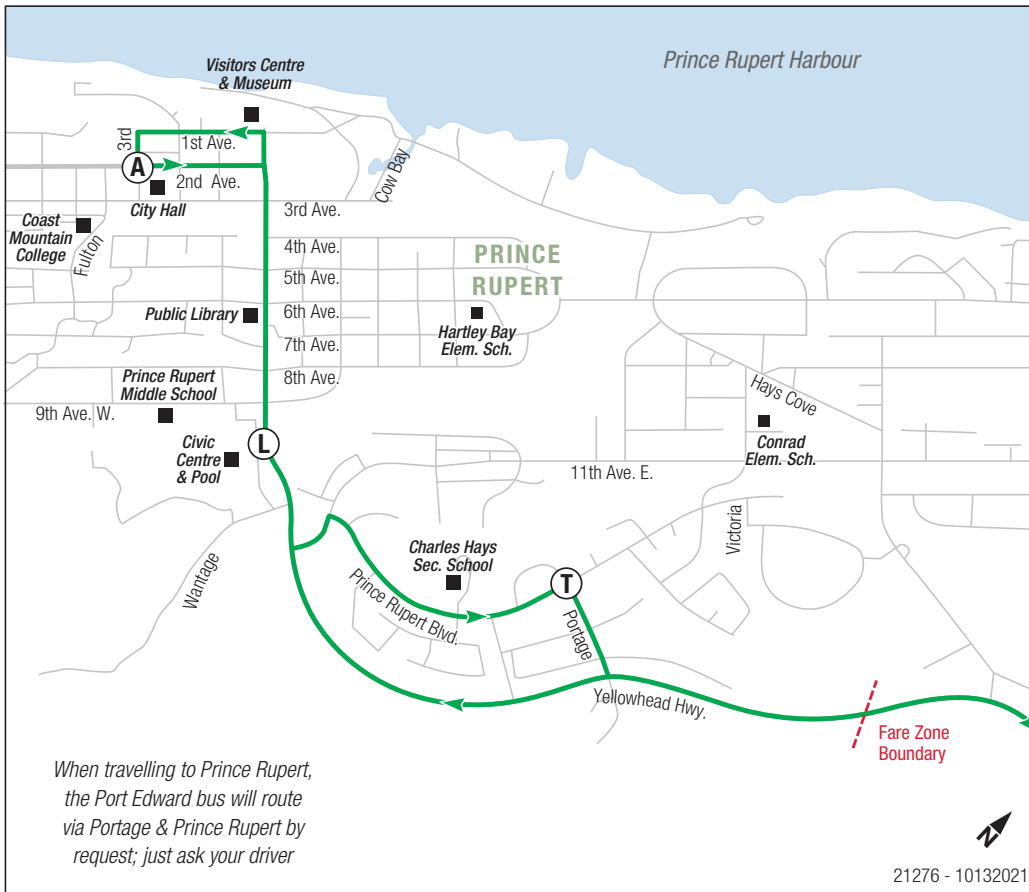 Prince Rupert Harbour
Visitors Centre
& Museum
3rd
1st Ave.
A
2nd Ave.
City Hall
Cow Bay
3rd Ave.
Coast
Mountain
College
Fulton
4th Ave.
PRINCE
RUPERT
5th Ave.
Public Library
6th Ave.
Hartley Bay
Elem. Sch.
7th Ave.
8th Ave.
Prince Rupert
Middle School
9th Ave. W.
Hays Cove
Civic
Centre
& Pool
L
Conrad
Elem. Sch.
11th Ave. E.
Victoria
Wantage
Charles Hays
Sec. School
Prince Rupert Blvd.
T
Portage
Yellowhead Hwy.
Fare Zone
Boundary
When travelling to Prince Rupert,
the Port Edward bus will route
via Portage & Prince Rupert by
request; just ask your driver
N
21276 - 10132021